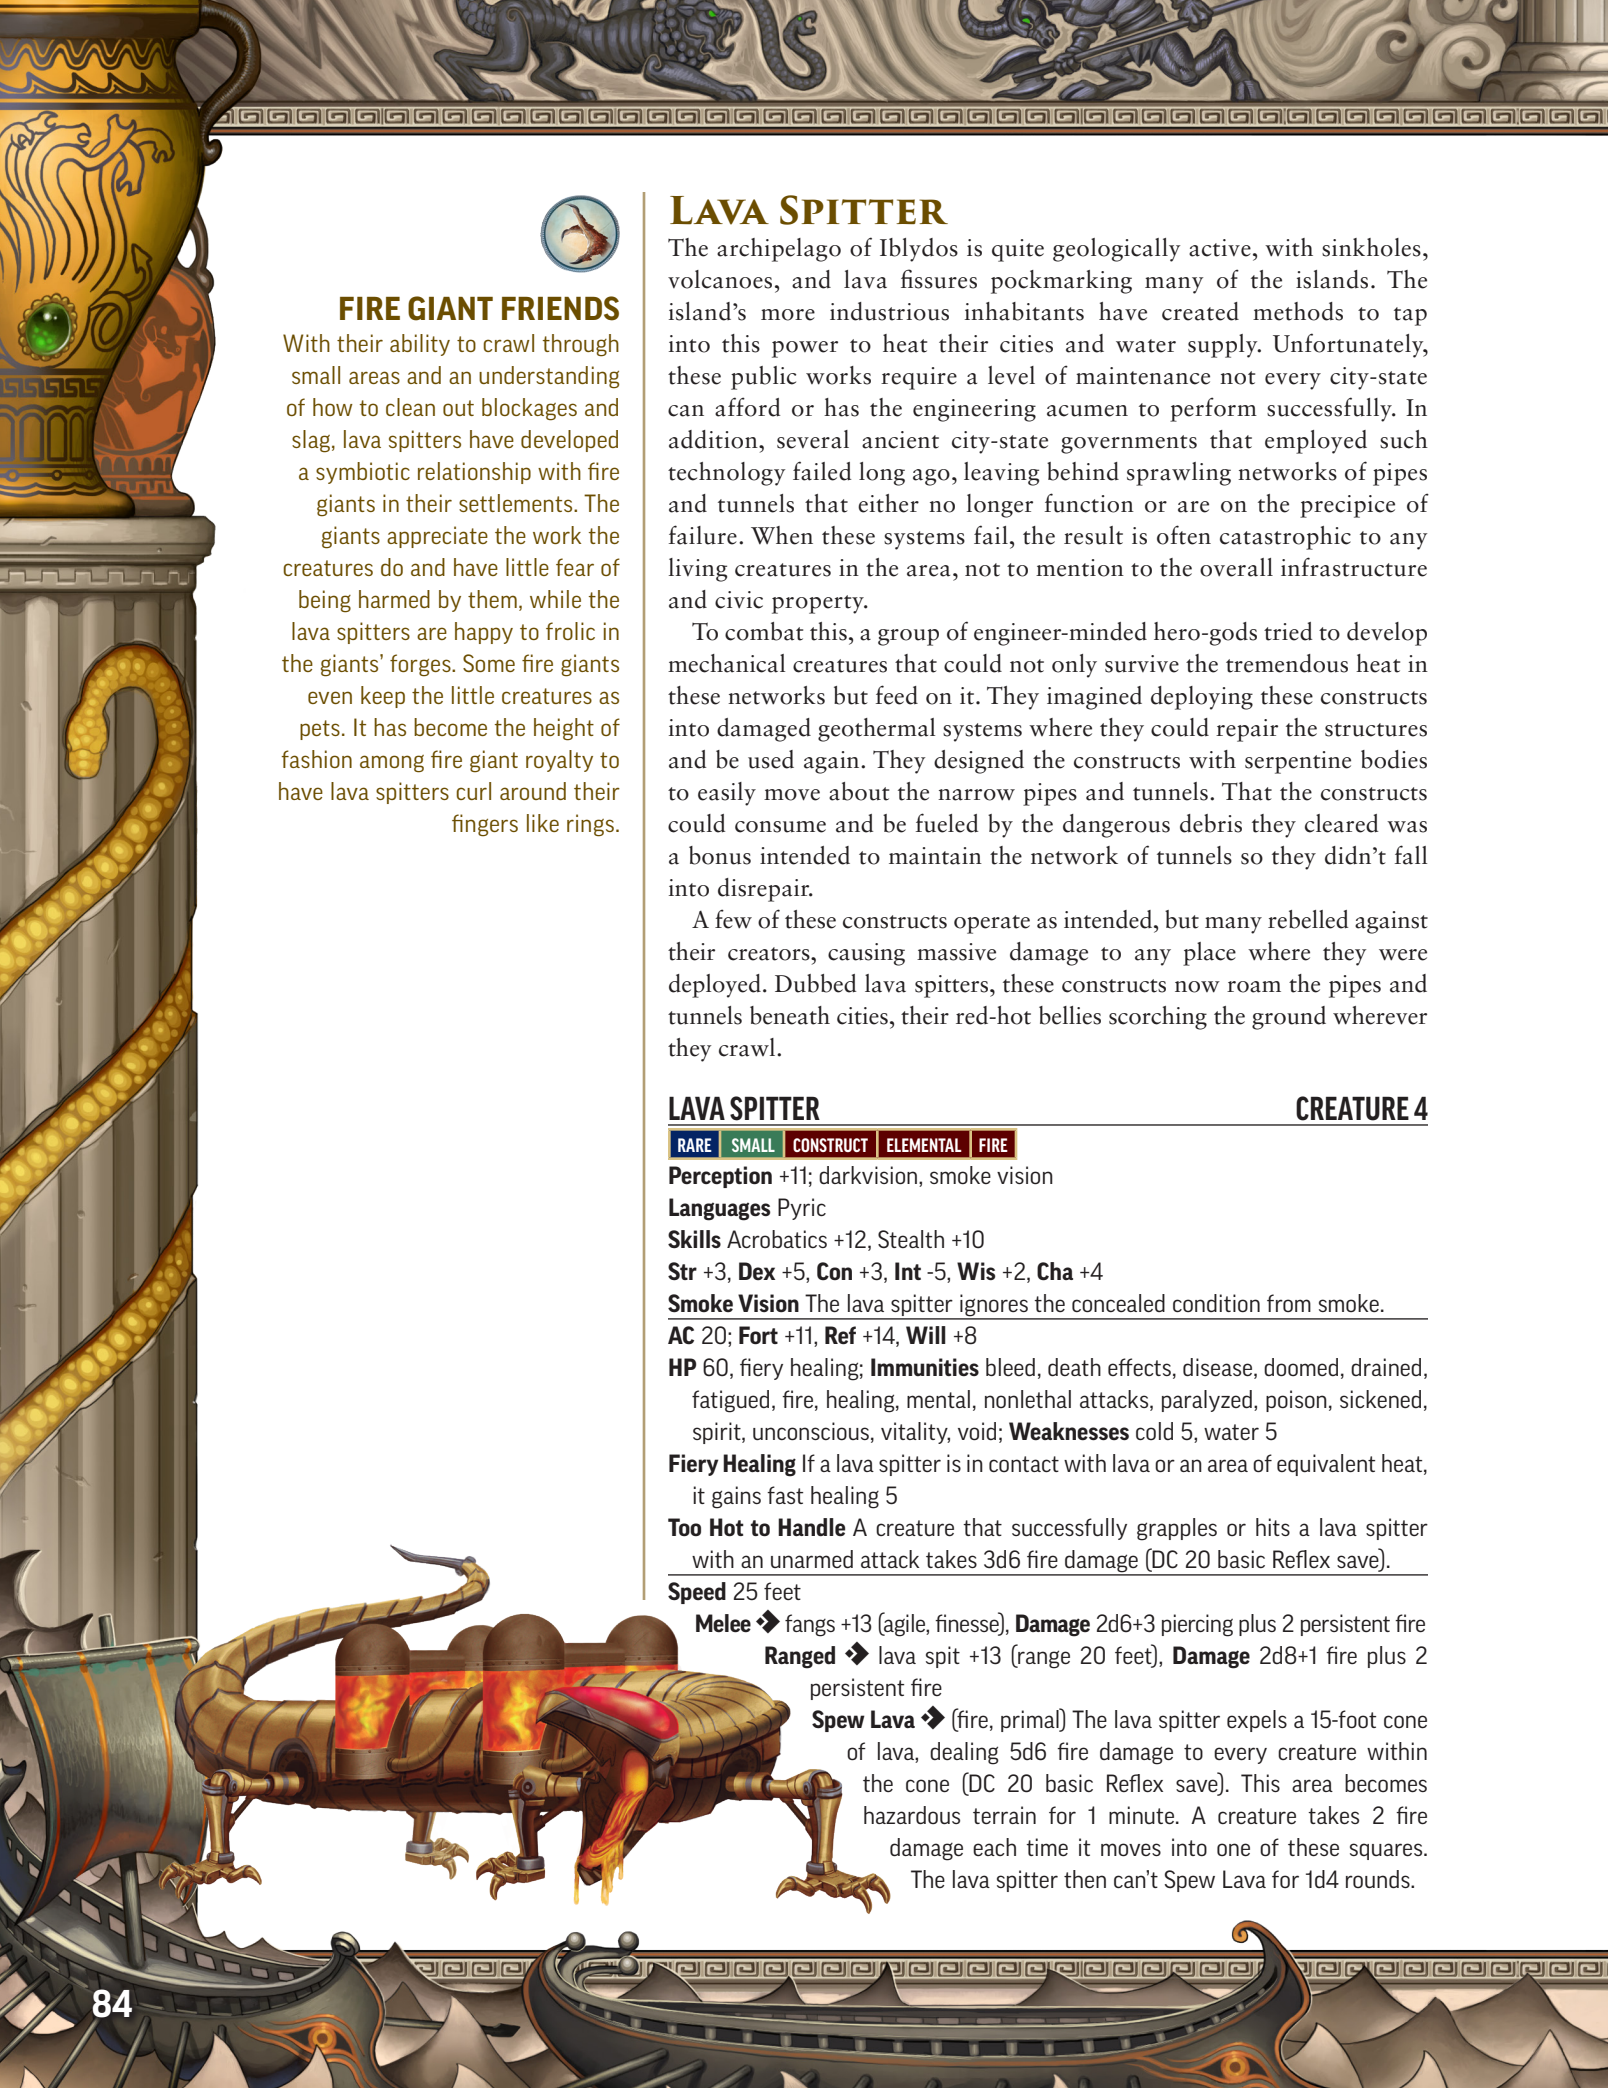 FIRE GIANT FRIENDS
With their ability to crawl through
small areas and an understanding
of how to clean out blockages and
slag, lava spitters have developed
a symbiotic relationship with fire
giants in their settlements. The
giants appreciate the work the
creatures do and have little fear of
being harmed by them, while the
lava spitters are happy to frolic in
the giants’ forges. Some fire giants
even keep the little creatures as
pets. It has become the height of
fashion among fire giant royalty to
have lava spitters curl around their
fingers like rings.
LAVA SPITTER
The archipelago of Iblydos is quite geologically active, with sinkholes,
volcanoes, and lava fissures pockmarking many of the islands. The
island’s more industrious inhabitants have created methods to tap
into this power to heat their cities and water supply. Unfortunately,
these public works require a level of maintenance not every city-state
can afford or has the engineering acumen to perform successfully. In
addition, several ancient city-state governments that employed such
technology failed long ago, leaving behind sprawling networks of pipes
and tunnels that either no longer function or are on the precipice of
failure. When these systems fail, the result is often catastrophic to any
living creatures in the area, not to mention to the overall infrastructure
and civic property.
To combat this, a group of engineer-minded hero-gods tried to develop
mechanical creatures that could not only survive the tremendous heat in
these networks but feed on it. They imagined deploying these constructs
into damaged geothermal systems where they could repair the structures
and be used again. They designed the constructs with serpentine bodies
to easily move about the narrow pipes and tunnels. That the constructs
could consume and be fueled by the dangerous debris they cleared was
a bonus intended to maintain the network of tunnels so they didn’t fall
into disrepair.
A few of these constructs operate as intended, but many rebelled against
their creators, causing massive damage to any place where they were
deployed. Dubbed lava spitters, these constructs now roam the pipes and
tunnels beneath cities, their red-hot bellies scorching the ground wherever
they crawl.
LAVA SPITTER CREATURE 4
RARE SMALL CONSTRUCT ELEMENTAL FIRE
Perception +11; darkvision, smoke vision
Languages Pyric
Skills Acrobatics +12, Stealth +10
Str +3, Dex +5, Con +3, Int -5, Wis +2, Cha +4
Smoke Vision The lava spitter ignores the concealed condition from smoke.
AC 20; Fort +11, Ref +14, Will +8
HP 60, fiery healing; Immunities bleed, death effects, disease, doomed, drained,
fatigued, fire, healing, mental, nonlethal attacks, paralyzed, poison, sickened,
spirit, unconscious, vitality, void; Weaknesses cold 5, water 5
Fiery Healing If a lava spitter is in contact with lava or an area of equivalent heat,
it gains fast healing 5
Too Hot to Handle A creature that successfully grapples or hits a lava spitter
with an unarmed attack takes 3d6 fire damage (DC 20 basic Reflex save).
Speed 25 feet
Melee fangs +13 (agile, finesse), Damage 2d6+3 piercing plus 2 persistent fire
Ranged lava spit +13 (range 20 feet), Damage 2d8+1 fire plus 2
persistent fire
Spew Lava (fire, primal) The lava spitter expels a 15-foot cone
of lava, dealing 5d6 fire damage to every creature within
the cone (DC 20 basic Reflex save). This area becomes
hazardous terrain for 1 minute. A creature takes 2 fire
damage each time it moves into one of these squares.
The lava spitter then can’t Spew Lava for 1d4 rounds.
84